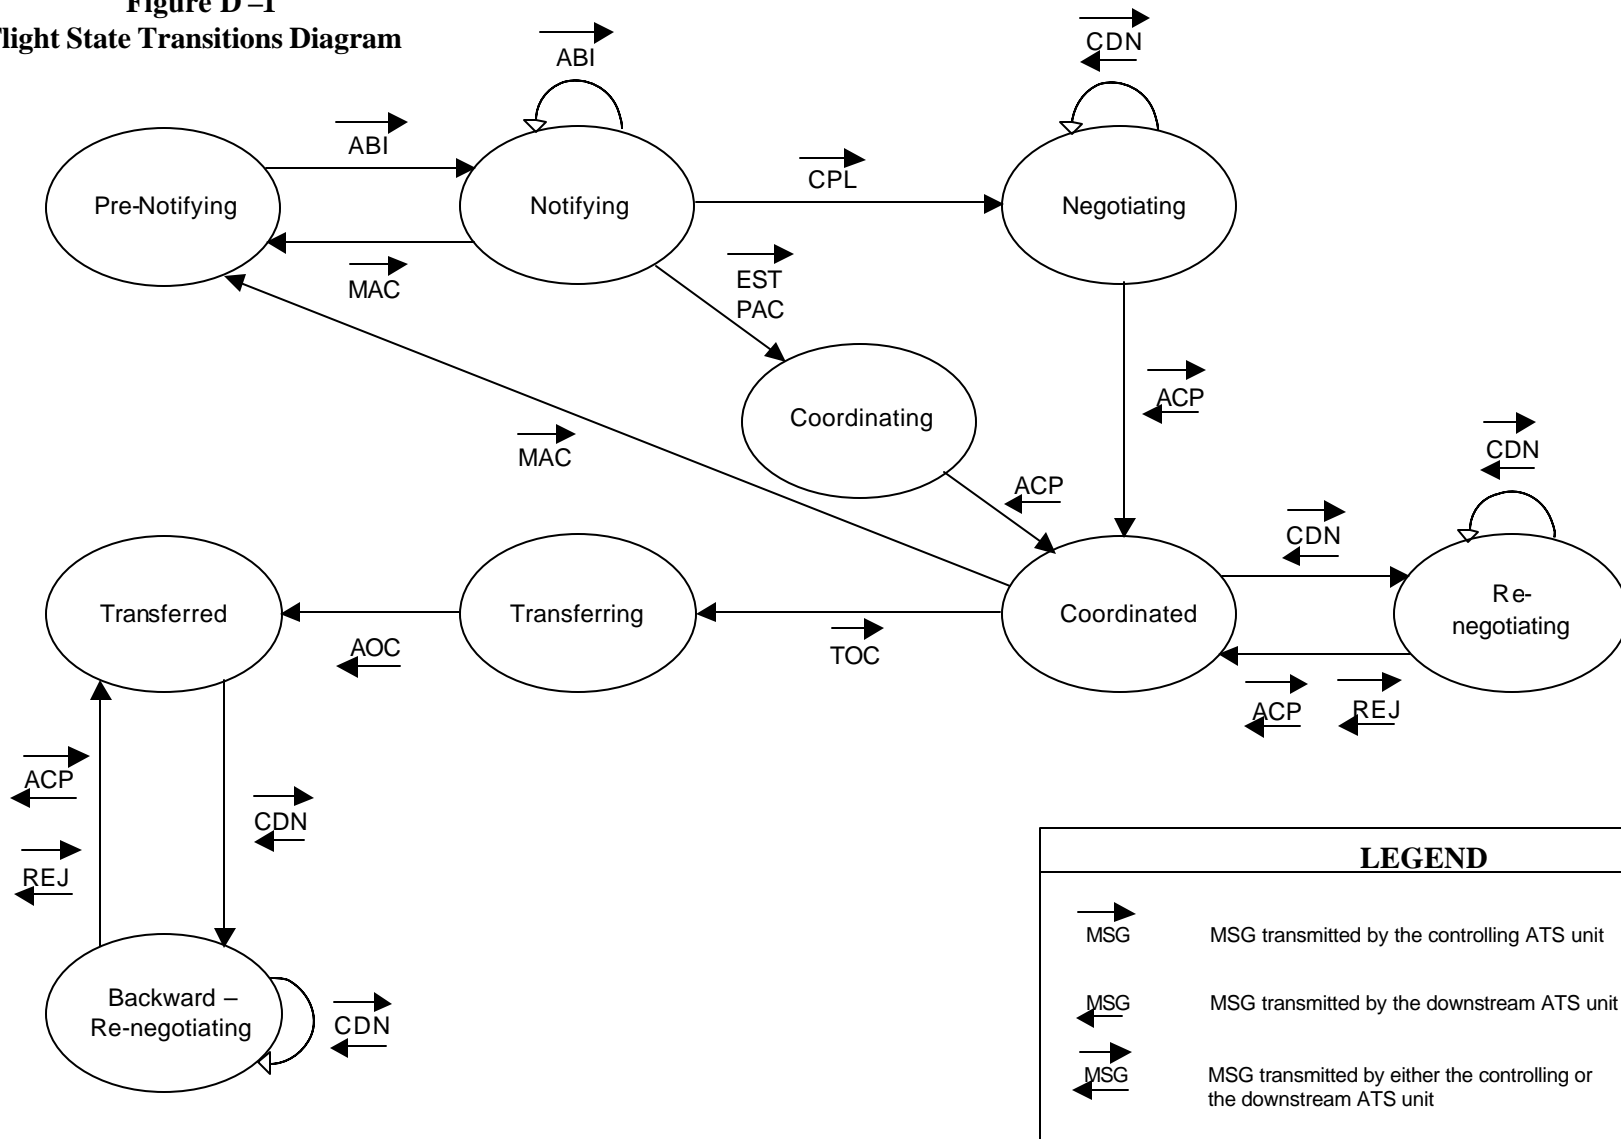 Figure D –1
Flight State Transitions Diagram
ABI
CDN
ABI
CPL
Pre-Notifying
Notifying
Negotiating
MAC
EST
PAC
ACP
Coordinating
MAC
CDN
ACP
CDN
Transferred
Transferring
Coordinated
Re-
negotiating
AOC
TOC
ACP
REJ
ACP
CDN
REJ
LEGEND
MSG
MSG transmitted by the controlling ATS unit
MSG
MSG transmitted by the downstream ATS unit
MSG
MSG transmitted by either the controlling or
the downstream ATS unit
Backward –
Re-negotiating
CDN